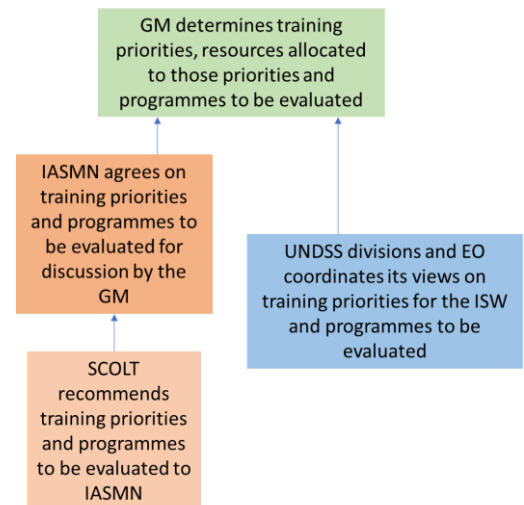 GM determines training
priorities, resources allocated
to those priorities and
programmes to be evaluated
IASMN agrees on
training priorities
and programmes to
be evaluated for
discussion by the
GM
UNDSS divisions and EO
coordinates its views on
training priorities for the ISW
and programmes to be
evaluated
SCOLT
recommends
training priorities
and programmes
to be evaluated to
IASMN